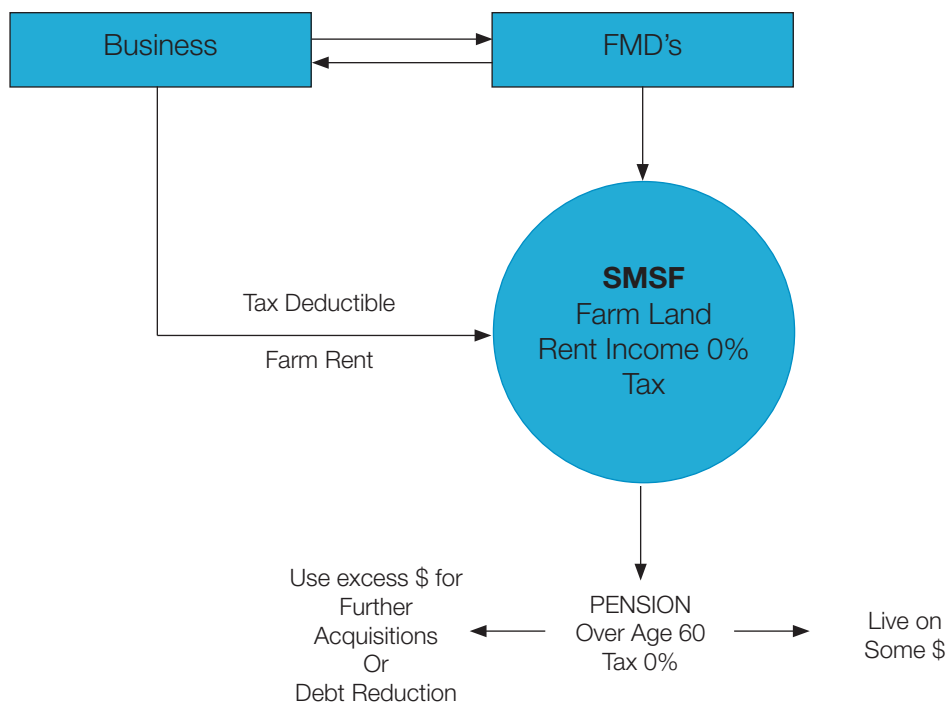 Business
FMD’s
SMSF
Farm Land
Rent Income 0%
Tax
Tax Deductible
Farm Rent
Use excess $ for
Further
Acquisitions
Or
Debt Reduction
PENSION
Over Age 60
Tax 0%
Live on
Some $